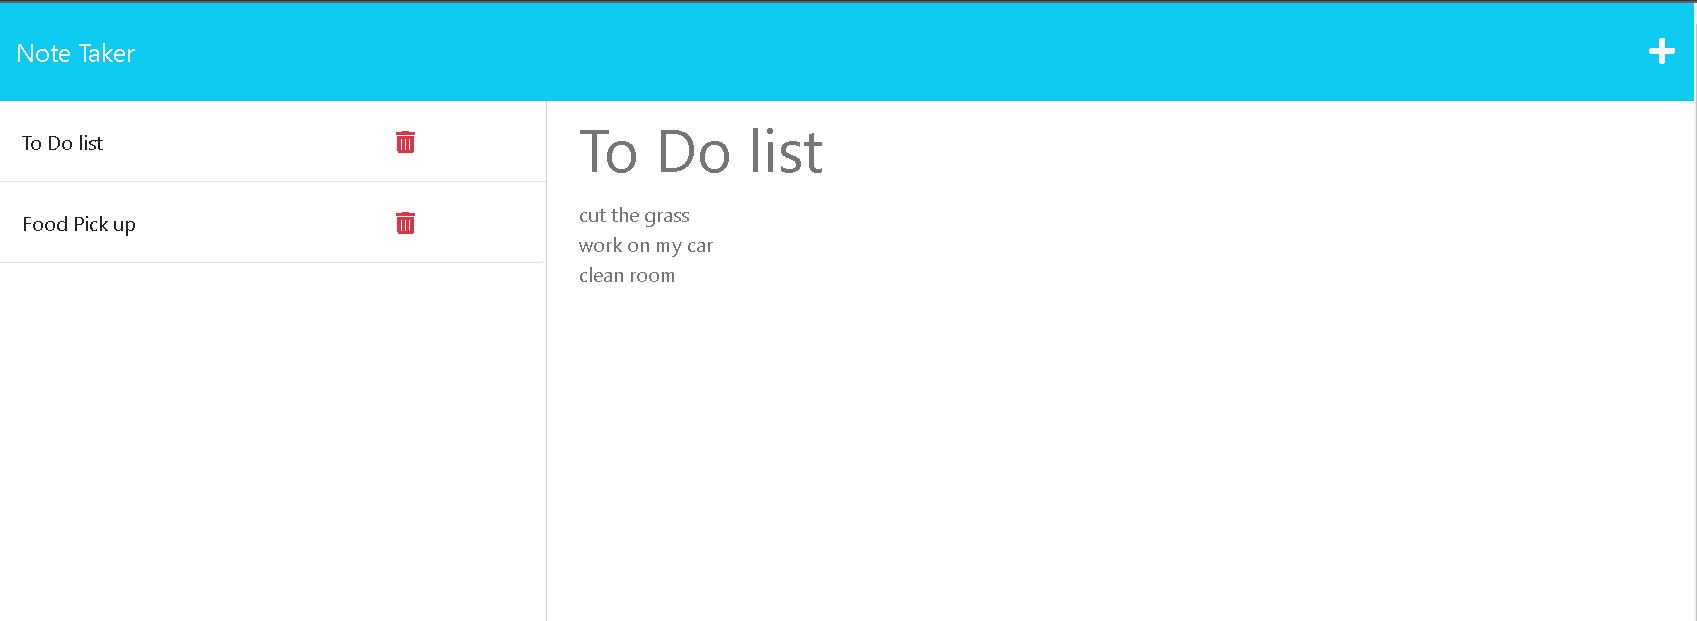 Note Taker
To Do list
Food Pick up
To Do list
cut the grass
work on my car
clean room